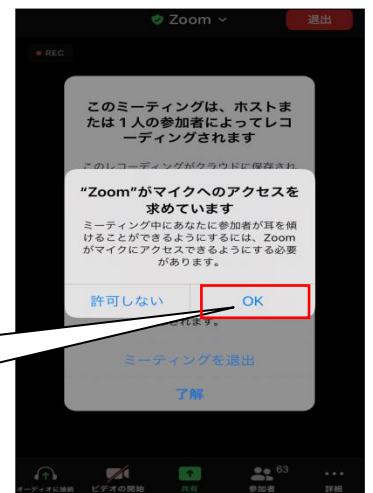 Zoom
退出
REC
このミーティングは、ホストま
たは1人の参加者によってレコ
ーディングされます
このレコーディングがクラウドに保存され
"Zoom"がマイクへのアクセスを
求めています
ミーティング中にあなたに参加者が耳を傾
けることができるようにするには、Zoom
がマイクにアクセスできるようにする必要
があります。
許可しない
OK
されます。
ミーティングを退出
了解
63
オーディオに接続
ビデオの開始
共有
参加者
詳細